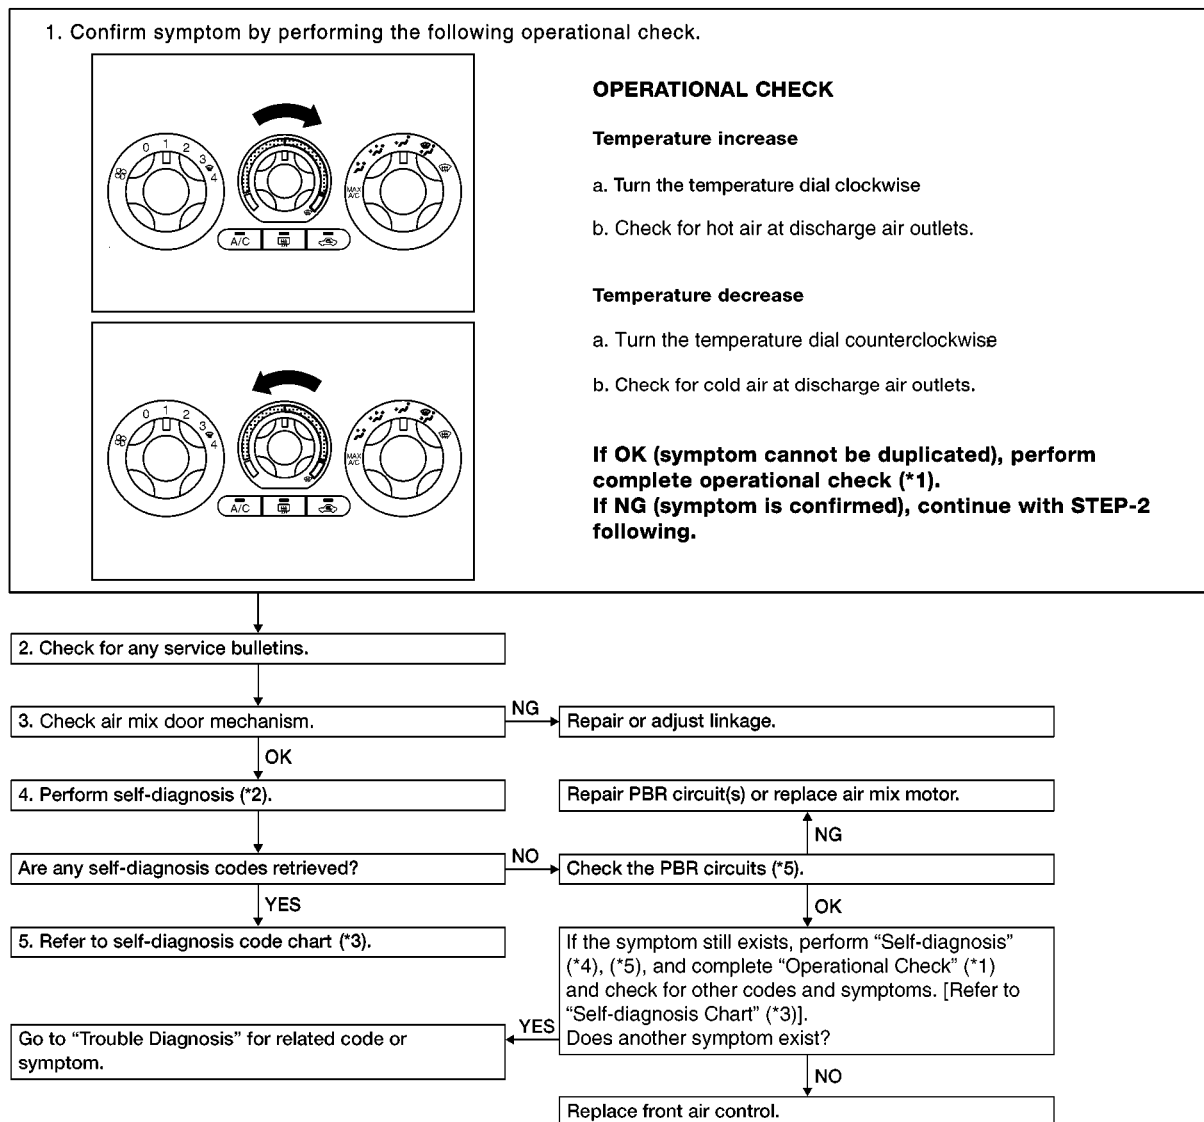 1. Confirm symptom by performing the following operational check.
0 1 2 3 4
MAX
A/C
A/C
OPERATIONAL CHECK
Temperature increase
a. Turn the temperature dial clockwise
b. Check for hot air at discharge air outlets.
0 1 2 3 4
MAX
A/C
A/C
Temperature decrease
a. Turn the temperature dial counterclockwise
b. Check for cold air at discharge air outlets.
If OK (symptom cannot be duplicated), perform
complete operational check (*1).
If NG (symptom is confirmed), continue with STEP-2
following.
2. Check for any service bulletins.
3. Check air mix door mechanism.
NG
Repair or adjust linkage.
OK
4. Perform self-diagnosis (*2).
Repair PBR circuit(s) or replace air mix motor.
NG
Are any self-diagnosis codes retrieved?
NO
Check the PBR circuits (*5).
YES
OK
5. Refer to self-diagnosis code chart (*3).
If the symptom still exists, perform “Self-diagnosis”
(*4), (*5), and complete “Operational Check” (*1)
and check for other codes and symptoms. [Refer to
“Self-diagnosis Chart” (*3)].
Does another symptom exist?
YES
Go to “Trouble Diagnosis” for related code or
symptom.
NO
Replace front air control.